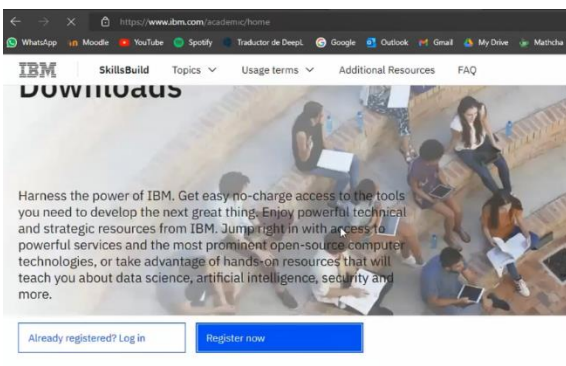 https://www.ibm.com/academic/home
WhatsApp Moodle YouTube Spotify Traductor de DeepL Google Outlook Gmail My Drive Mathcha
IBM SkillsBuild Topics Usage terms Additional Resources FAQ
Downloads
Harness the power of IBM. Get easy no-charge access to the tools
you need to develop the next great thing. Enjoy powerful technical
and strategic resources from IBM. Jump right in with access to
powerful services and the most prominent open-source computer
technologies, or take advantage of hands-on resources that will
teach you about data science, artificial intelligence, security and
more.
Already registered? Log in Register now